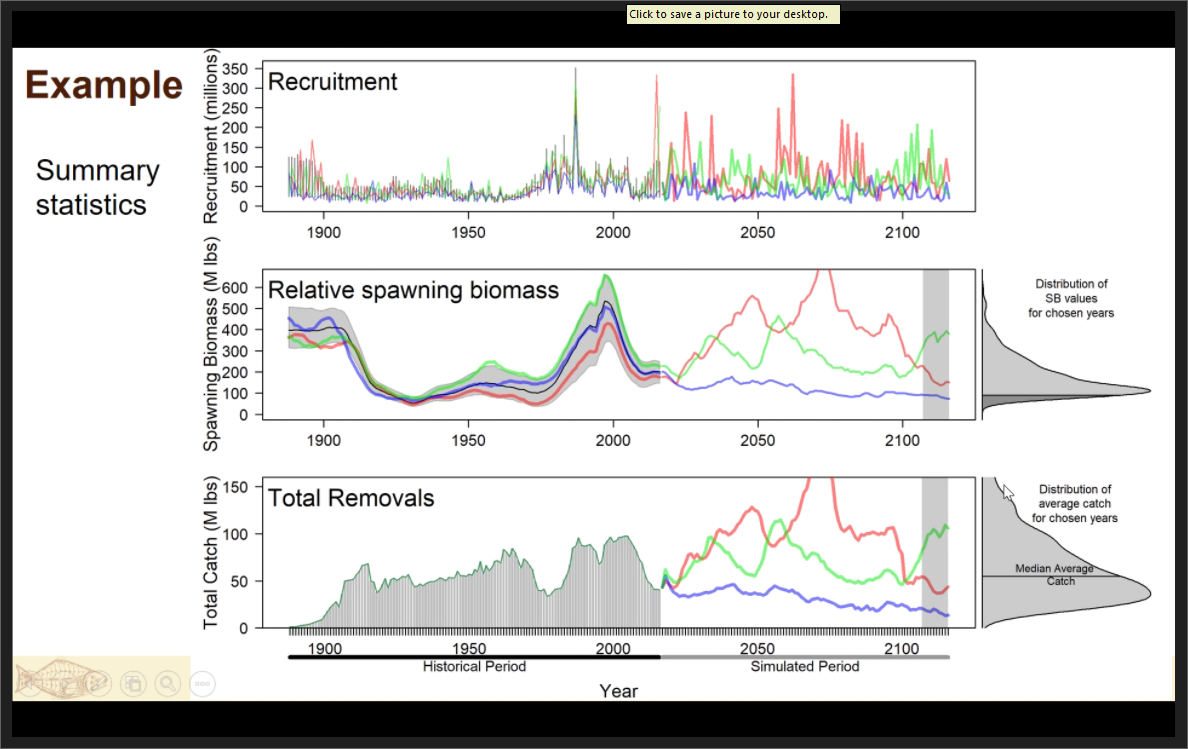 Click to save a picture to your desktop.
Example
Summary
statistics
Recruitment (millions)
350
300
250
200
150
100
50
0
Recruitment
1900
1950
2000
2050
2100
Spawning Biomass (M lbs)
600
500
400
300
200
100
0
Relative spawning biomass
1900
1950
2000
2050
2100
Distribution of
SB values
for chosen years
Total Catch (M lbs)
150
100
50
0
Total Removals
1900
1950
2000
2050
2100
Historical Period
Simulated Period
Year
Distribution of
average catch
for chosen years
Median Average
Catch